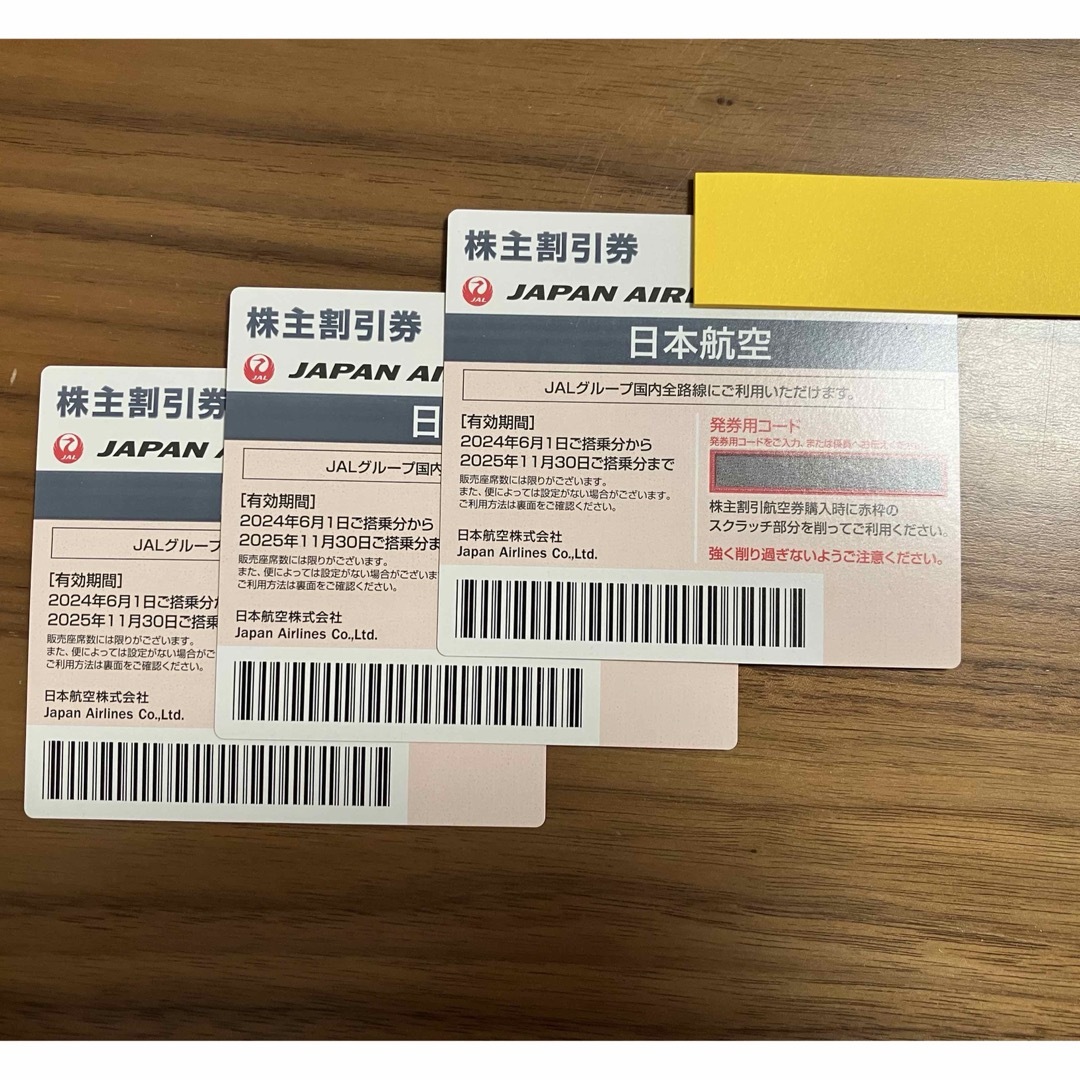 株主割引券
JAL JAPAN AIR
日本航空
JALグループ国内全路線にご利用いただけます。
[有効期間]
2024年6月1日ご搭乗分から
2025年11月30日ご搭乗分まで
販売座席数には限りがございます。
また、便によっては設定がない場合がございます。
ご利用方法は裏面をご確認ください。
日本航空株式会社
Japan Airlines Co.,Ltd.
発券用コード
発券用コードをご入力、または係員へお伝えください。
株主割引航空券購入時に赤枠の
スクラッチ部分を削ってご利用ください。
強く削り過ぎないようご注意ください。
株主割引券
JAL JAPAN AI
日
JALグループ国内
[有効期間]
2024年6月1日ご搭乗分から
2025年11月30日ご搭乗分ま
販売座席数には限りがございます。
また、便によっては設定がない場合がございま
ご利用方法は裏面をご確認ください。
日本航空株式会社
Japan Airlines Co.,Ltd.
株主割引券
JAL JAPAN
JALグループ
[有効期間]
2024年6月1日ご搭乗分か
2025年11月30日ご搭乗
販売座席数には限りがございます。
また、便によっては設定がない場合がござ
ご利用方法は裏面をご確認ください。
日本航空株式会社
Japan Airlines Co.,Ltd.